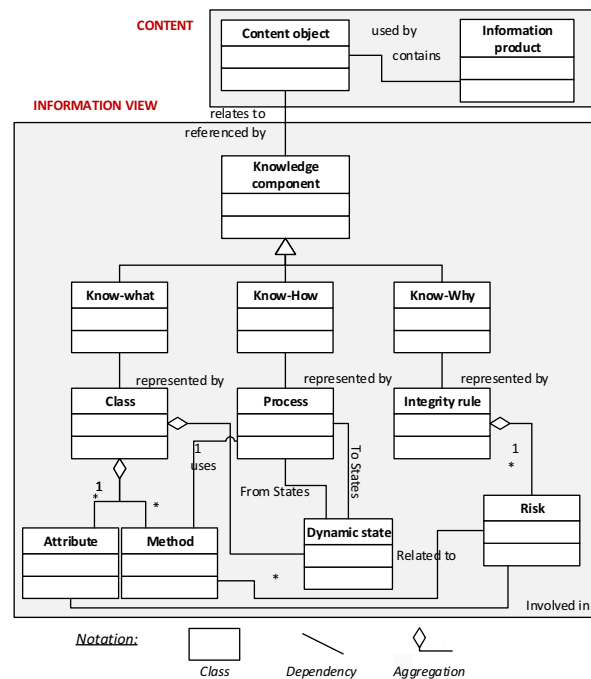 CONTENT
Content object
used by
contains
Information
product
INFORMATION VIEW
relates to
referenced by
Knowledge
component
Know-what
Know-How
Know-Why
represented by
represented by
represented by
Class
Process
Integrity rule
1
uses
To States
1
*
From States
1
*
*
Attribute
Method
Dynamic state
Risk
Related to
*
Involved in
Notation:
Class
Dependency
Aggregation